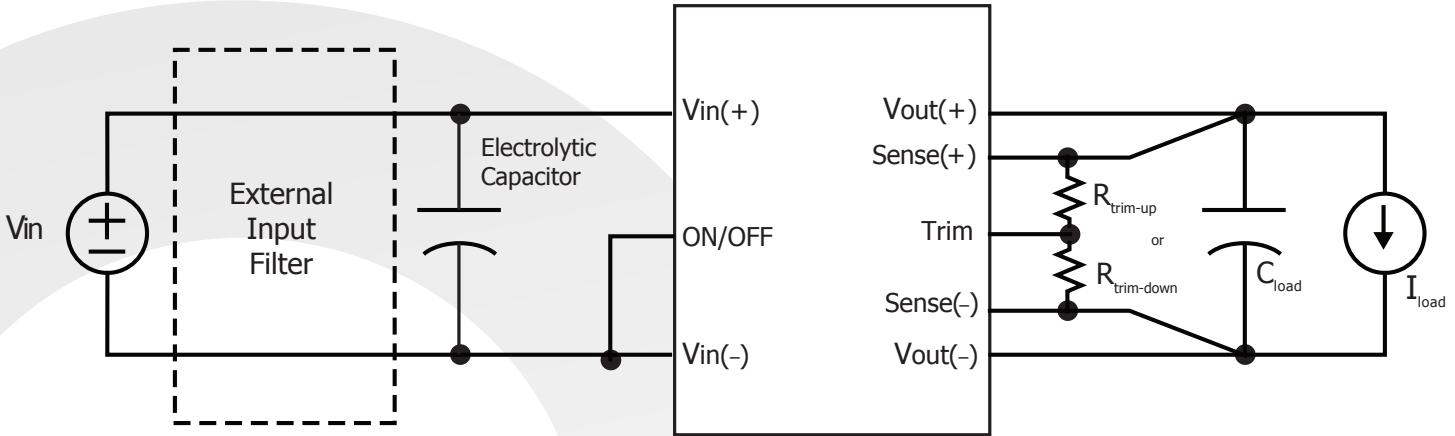 Vin
External
Input
Filter
Electrolytic
Capacitor
Vin(+)
ON/OFF
Vin(–)
Vout(+)
Sense(+)
Trim
Sense(–)
Vout(–)
Rtrim-up
or
Rtrim-down
Cload
Iload